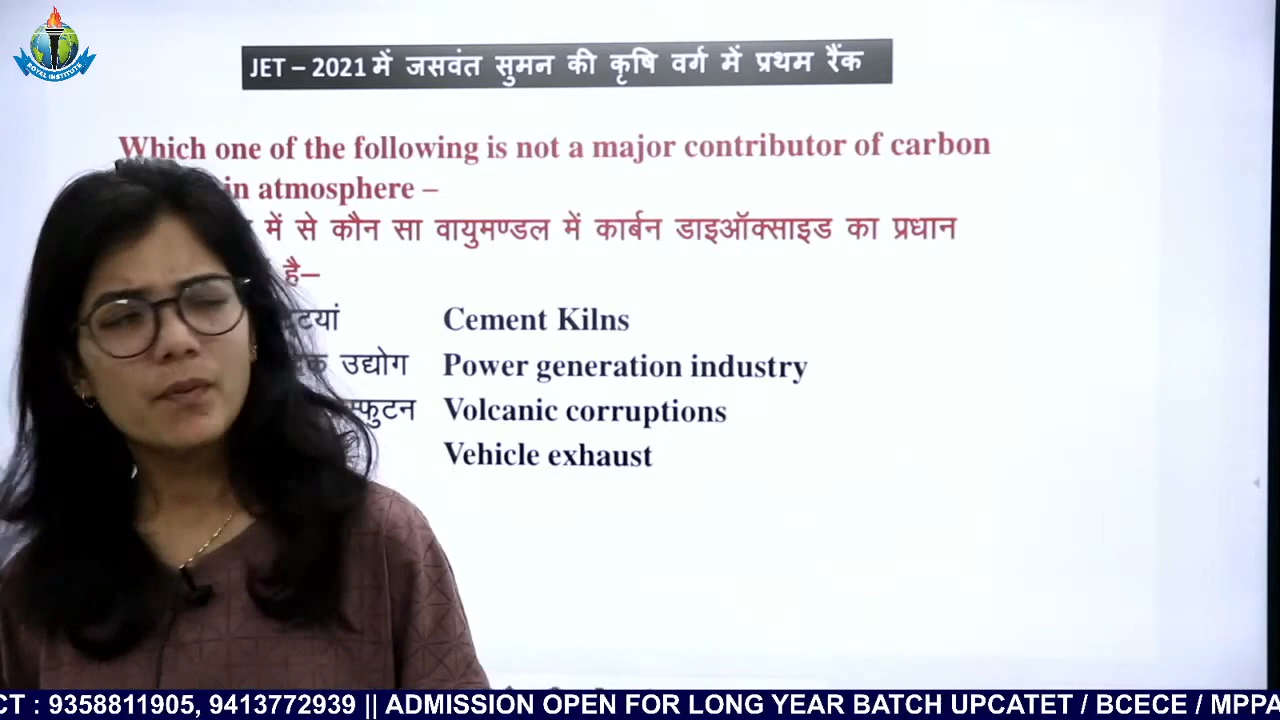 ROYAL INSTITUTE
JET – 2021 में जसवंत सुमन की कृषि वर्ग में प्रथम रैंक
Which one of the following is not a major contributor of carbon
in atmosphere –
में से कौन सा वायुमण्डल में कार्बन डाइऑक्साइड का प्रधान
है–
Cement Kilns
उद्योग Power generation industry
Volcanic corruptions
Vehicle exhaust
CT : 9358811905, 9413772939 || ADMISSION OPEN FOR LONG YEAR BATCH UPCATET / BCECE / MPPA